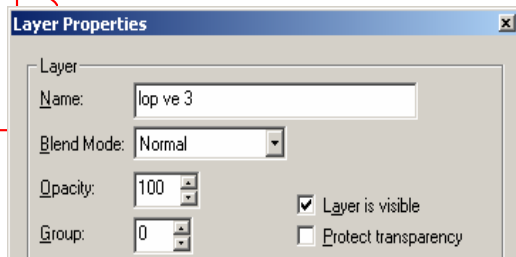 Layer Properties
Layer
Name: lop ve 3
Blend Mode: Normal
Opacity: 100
Layer is visible
Group: 0
Protect transparency